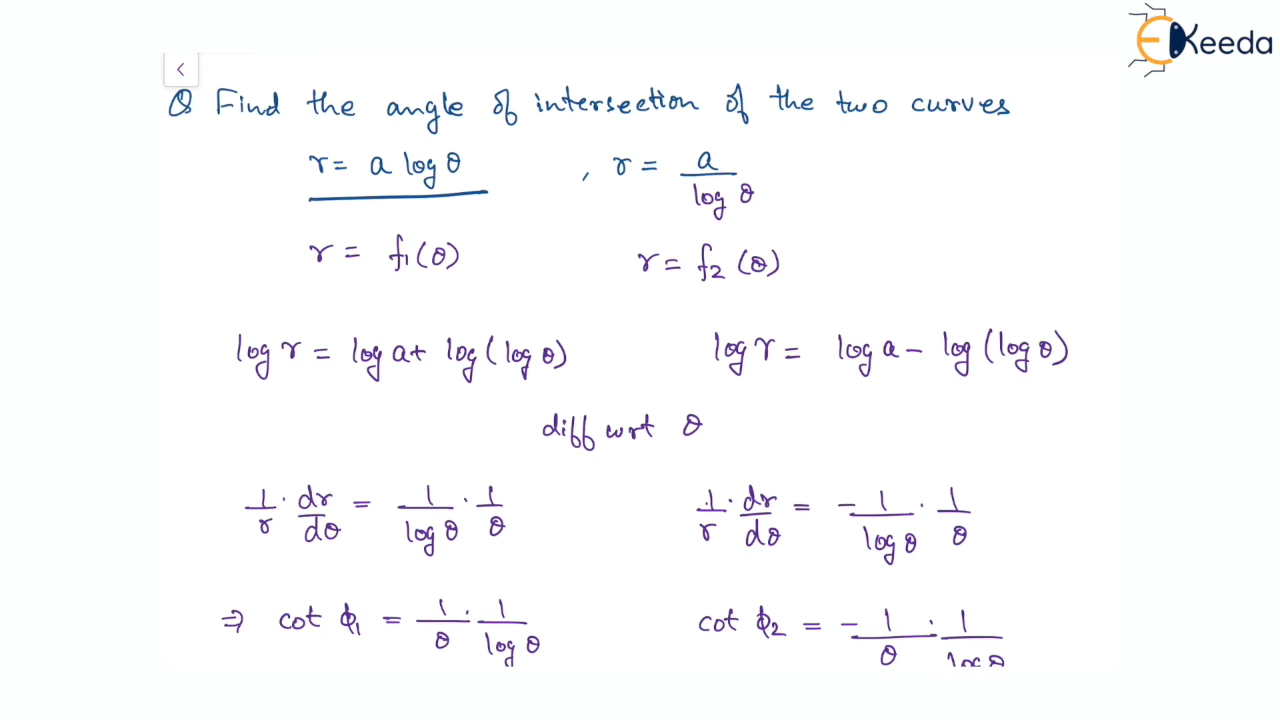 EKeeda
Q Find the angle of intersection of the two curves
r = a log θ , r = a / log θ
r = f₁(θ) r = f₂(θ)
log r = log a + log(log θ) log r = log a − log(log θ)
diff wrt θ
1/r · dr/dθ = 1/log θ · 1/θ 1/r · dr/dθ = − 1/log θ · 1/θ
⇒ cot ϕ₁ = 1/θ · 1/log θ cot ϕ₂ = − 1/θ · 1/log θ